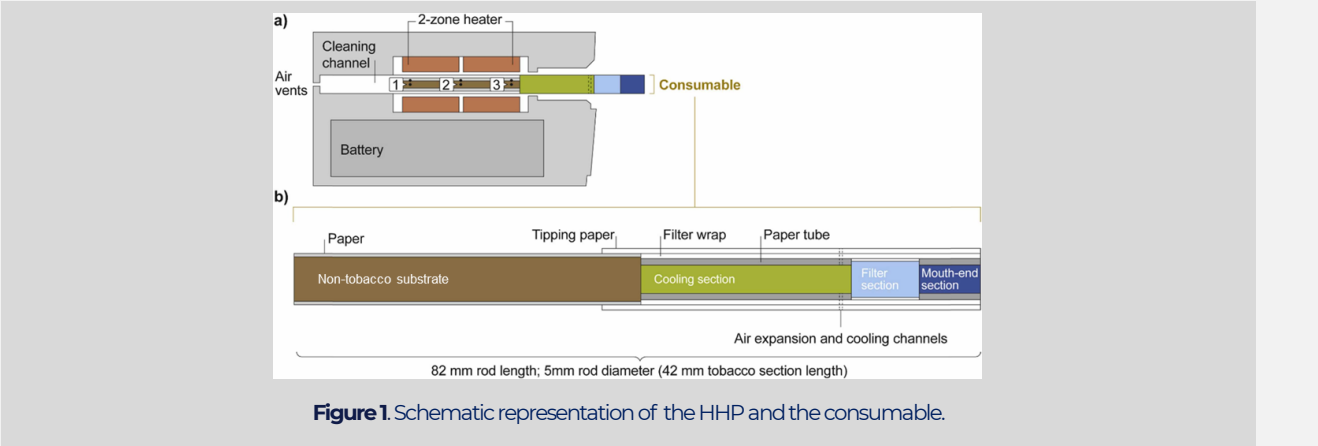 a)
2-zone heater
Cleaning
channel
Air
vents
1
2
3
Consumable
Battery
b)
Paper
Tipping paper
Filter wrap
Paper tube
Non-tobacco substrate
Cooling section
Filter
section
Mouth-end
section
Air expansion and cooling channels
82 mm rod length; 5mm rod diameter (42 mm tobacco section length)
Figure 1. Schematic representation of the HHP and the consumable.